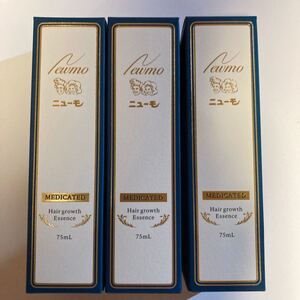 Newmo
ニューモ
MEDICATED
Hair growth
Essence
75mL
Newmo
ニューモ
MEDICATED
Hair growth
Essence
75mL
Newmo
ニューモ
MEDICATED
Hair growth
Essence
75mL